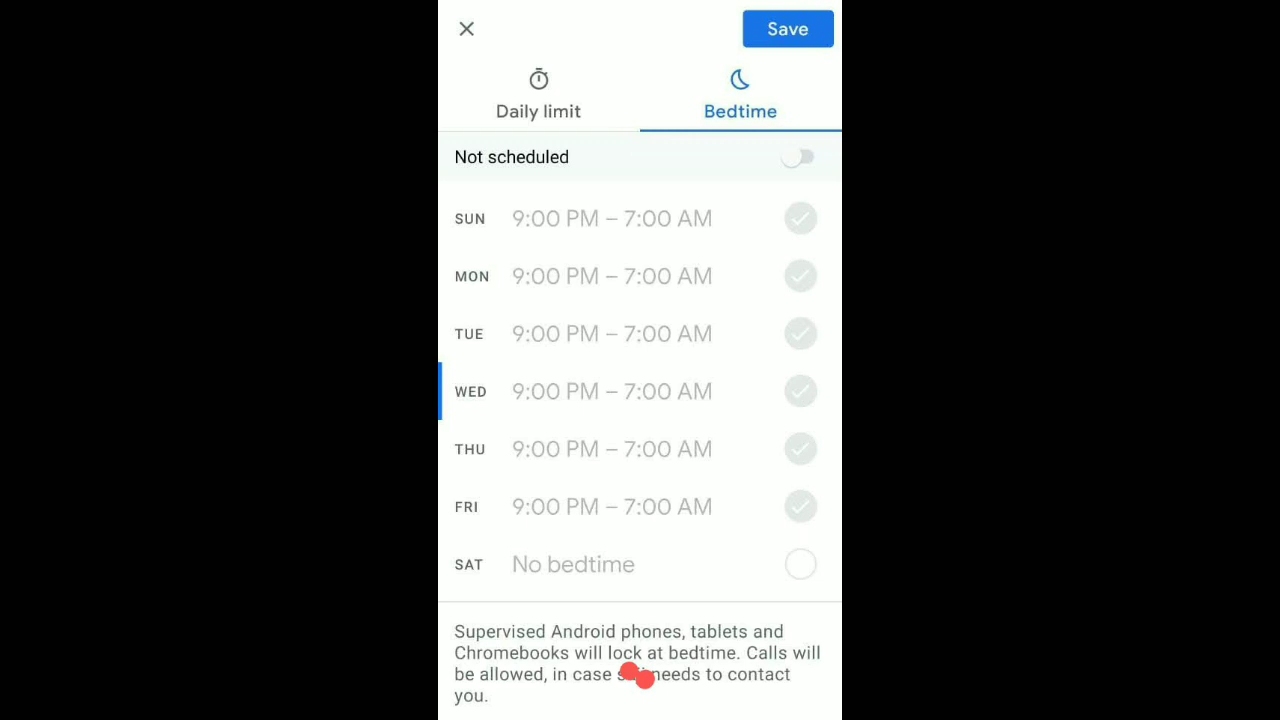 Save
Daily limit
Bedtime
Not scheduled
SUN 9:00 PM – 7:00 AM
MON 9:00 PM – 7:00 AM
TUE 9:00 PM – 7:00 AM
WED 9:00 PM – 7:00 AM
THU 9:00 PM – 7:00 AM
FRI 9:00 PM – 7:00 AM
SAT No bedtime
Supervised Android phones, tablets and
Chromebooks will lock at bedtime. Calls will
be allowed, in case needs to contact
you.